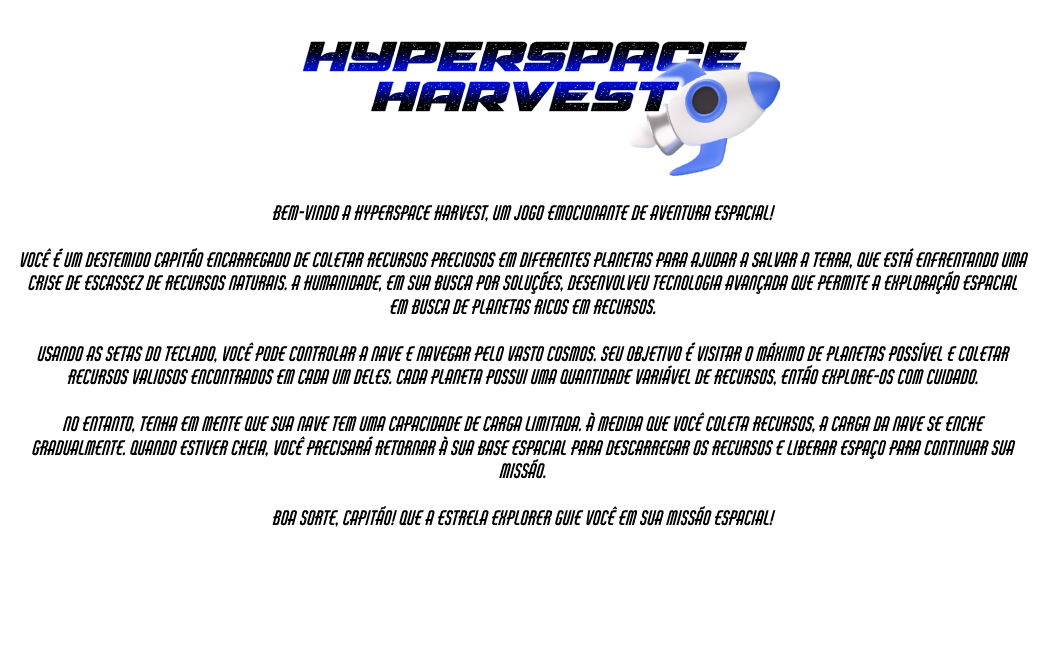 HYPERSPACE
HARVEST
BEM-VINDO A HYPERSPACE HARVEST, UM JOGO EMOCIONANTE DE AVENTURA ESPACIAL!
VOCÊ É UM DESTEMIDO CAPITÃO ENCARREGADO DE COLETAR RECURSOS PRECIOSOS EM DIFERENTES PLANETAS PARA AJUDAR A SALVAR A TERRA, QUE ESTÁ ENFRENTANDO UMA
CRISE DE ESCASSEZ DE RECURSOS NATURAIS. A HUMANIDADE, EM SUA BUSCA POR SOLUÇÕES, DESENVOLVEU TECNOLOGIA AVANÇADA QUE PERMITE A EXPLORAÇÃO ESPACIAL
EM BUSCA DE PLANETAS RICOS EM RECURSOS.
USANDO AS SETAS DO TECLADO, VOCÊ PODE CONTROLAR A NAVE E NAVEGAR PELO VASTO COSMOS. SEU OBJETIVO É VISITAR O MÁXIMO DE PLANETAS POSSÍVEL E COLETAR
RECURSOS VALIOSOS ENCONTRADOS EM CADA UM DELES. CADA PLANETA POSSUI UMA QUANTIDADE VARIÁVEL DE RECURSOS, ENTÃO EXPLORE-OS COM CUIDADO.
NO ENTANTO, TENHA EM MENTE QUE SUA NAVE TEM UMA CAPACIDADE DE CARGA LIMITADA. À MEDIDA QUE VOCÊ COLETA RECURSOS, A CARGA DA NAVE SE ENCHE
GRADUALMENTE. QUANDO ESTIVER CHEIA, VOCÊ PRECISARÁ RETORNAR À SUA BASE ESPACIAL PARA DESCARREGAR OS RECURSOS E LIBERAR ESPAÇO PARA CONTINUAR SUA
MISSÃO.
BOA SORTE, CAPITÃO! QUE A ESTRELA EXPLORER GUIE VOCÊ EM SUA MISSÃO ESPACIAL!